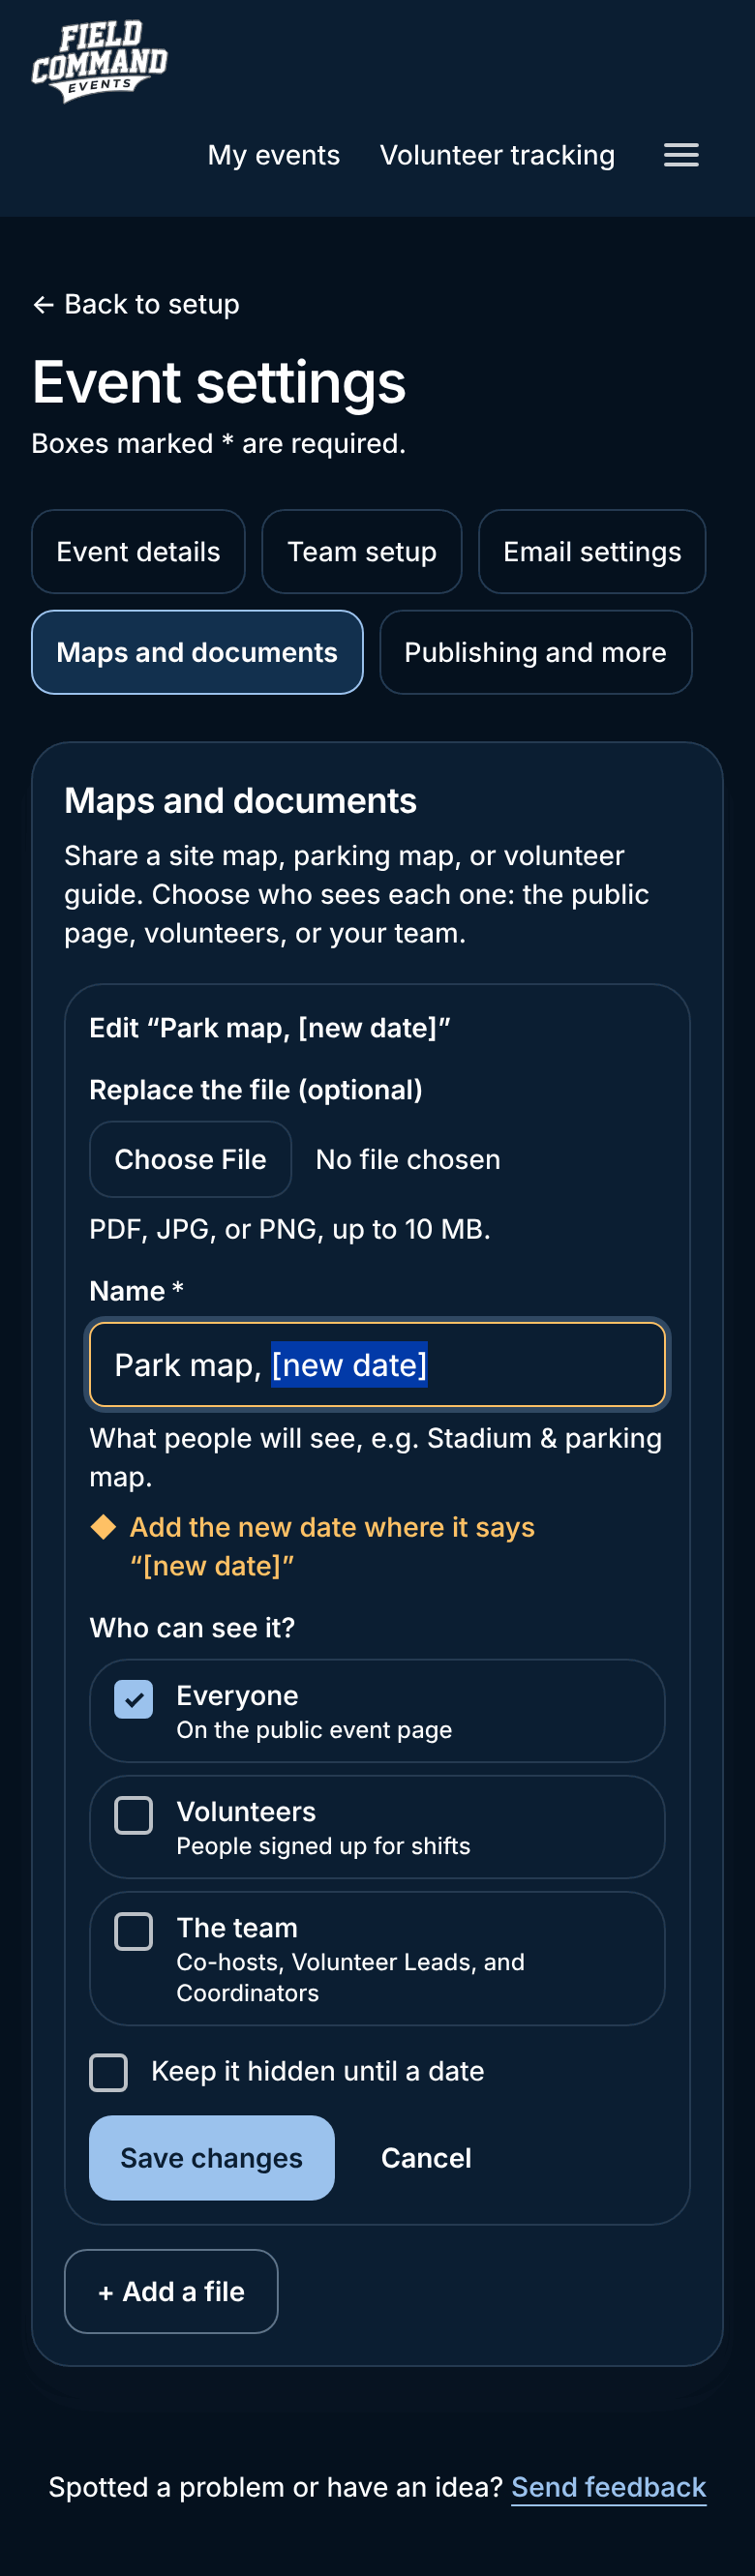 FIELD
COMMAND
EVENTS
My events Volunteer tracking
← Back to setup
Event settings
Boxes marked * are required.
Event details Team setup Email settings
Maps and documents Publishing and more
Maps and documents
Share a site map, parking map, or volunteer
guide. Choose who sees each one: the public
page, volunteers, or your team.
Edit “Park map, [new date]”
Replace the file (optional)
Choose File No file chosen
PDF, JPG, or PNG, up to 10 MB.
Name *
Park map, [new date]
What people will see, e.g. Stadium & parking
map.
◆ Add the new date where it says
“[new date]”
Who can see it?
Everyone
On the public event page
Volunteers
People signed up for shifts
The team
Co-hosts, Volunteer Leads, and
Coordinators
Keep it hidden until a date
Save changes Cancel
+ Add a file
Spotted a problem or have an idea? Send feedback